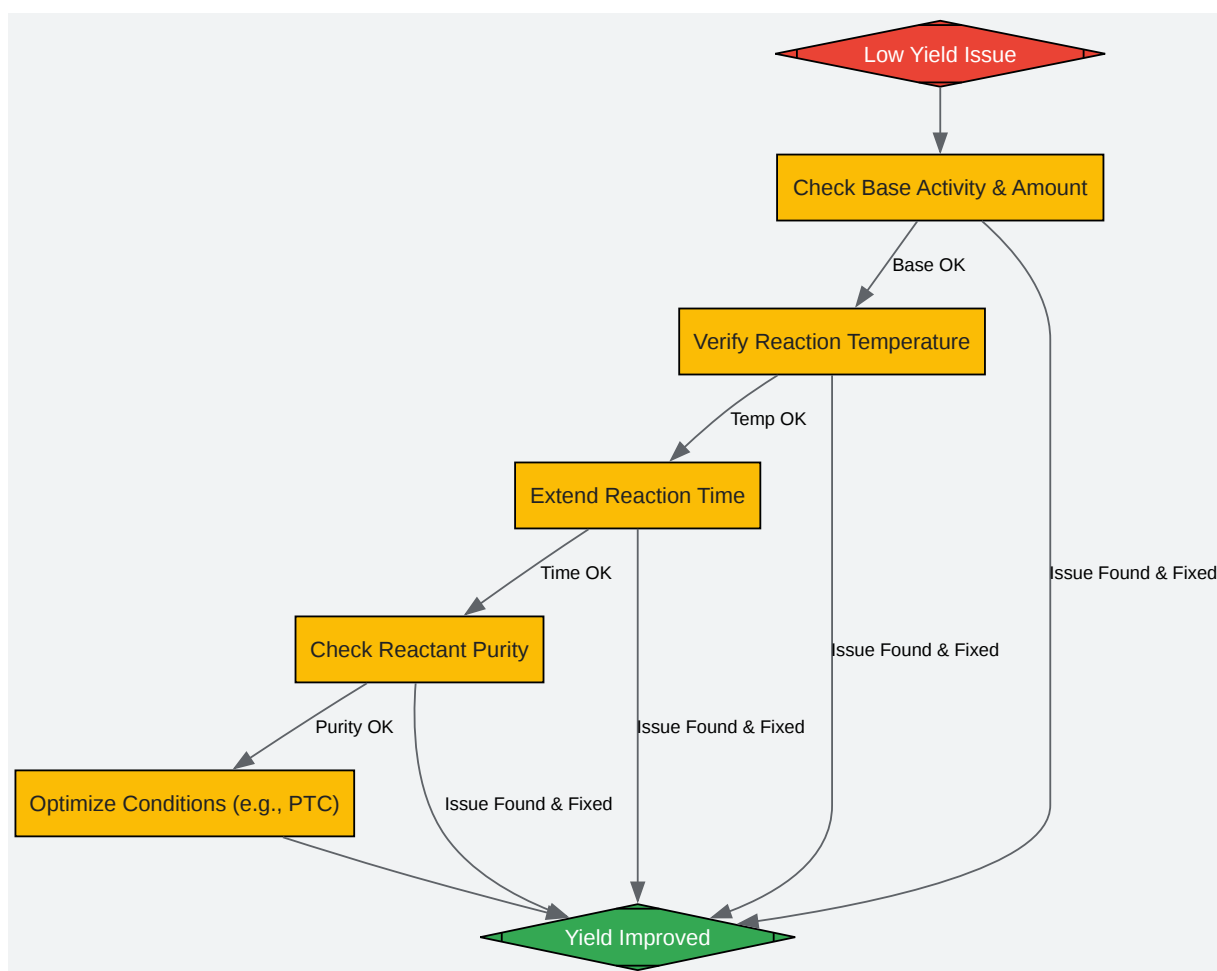 Low Yield Issue
Check Base Activity & Amount
Base OK
Verify Reaction Temperature
Temp OK
Extend Reaction Time
Time OK
Issue Found & Fixed
Check Reactant Purity
Issue Found & Fixed
Purity OK
Issue Found & Fixed
Optimize Conditions (e.g., PTC)
Issue Found & Fixed
Yield Improved